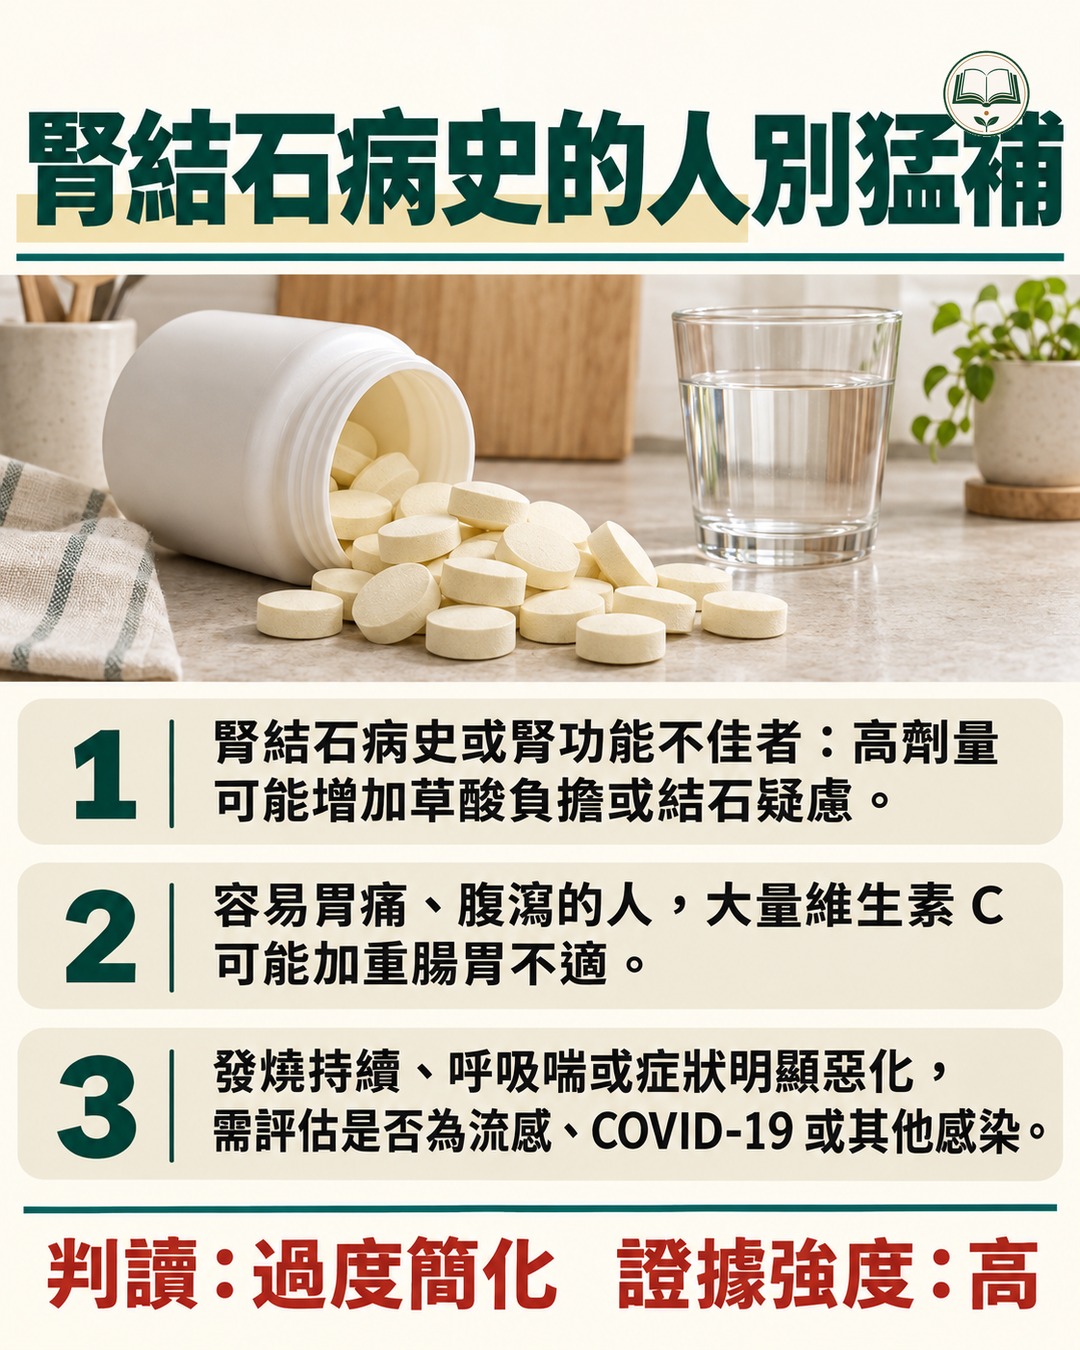 腎結石病史的人別猛補
1
腎結石病史或腎功能不佳者：高劑量
可能增加草酸負擔或結石疑慮。
2
容易胃痛、腹瀉的人，大量維生素 C
可能加重腸胃不適。
3
發燒持續、呼吸喘或症狀明顯惡化，
需評估是否為流感、COVID-19 或其他感染。
判讀：過度簡化 證據強度：高